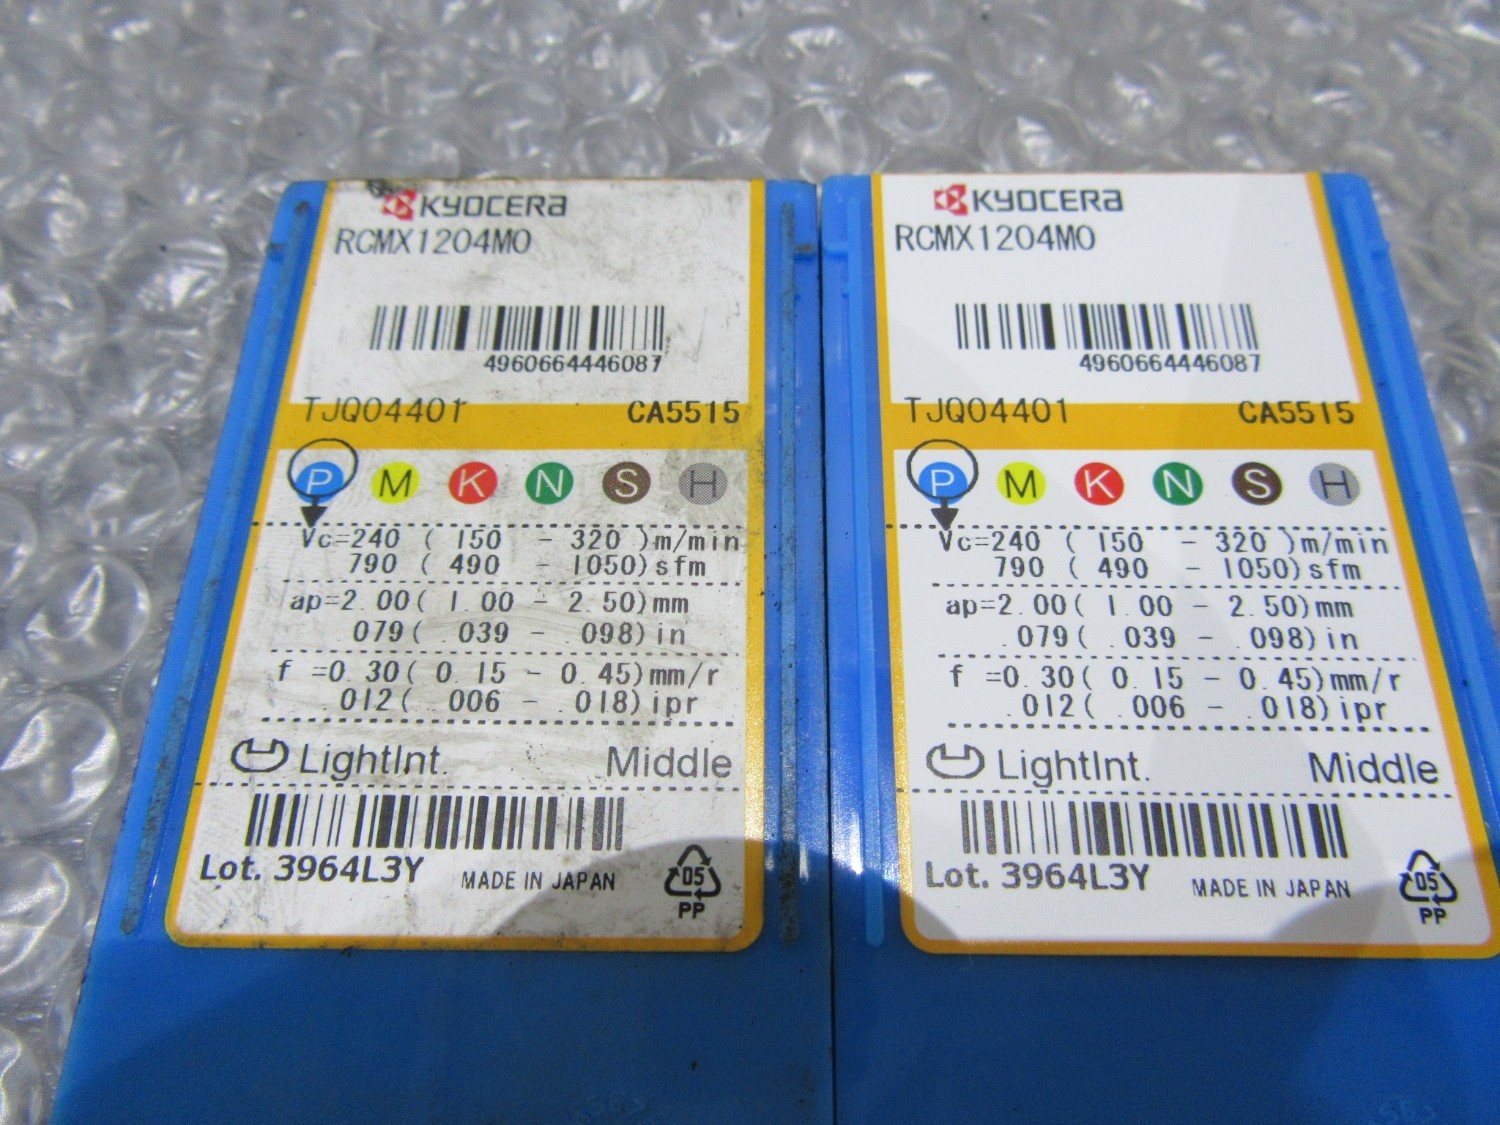 KYOCERA
RCMX1204M0
4960664446087
TJQ04401 CA5515
P M K N S H
Vc=240 ( 150 - 320 )m/min
790 ( 490 - 1050)sfm
ap=2.00( 1.00 - 2.50)mm
.079( .039 - .098)in
f =0.30( 0.15 - 0.45)mm/r
.012( .006 - .018)ipr
LightInt. Middle
Lot. 3964L3Y MADE IN JAPAN
05
PP
KYOCERA
RCMX1204M0
4960664446087
TJQ04401 CA5515
P M K N S H
Vc=240 ( 150 - 320 )m/min
790 ( 490 - 1050)sfm
ap=2.00( 1.00 - 2.50)mm
.079( .039 - .098)in
f =0.30( 0.15 - 0.45)mm/r
.012( .006 - .018)ipr
LightInt. Middle
Lot. 3964L3Y MADE IN JAPAN
05
PP